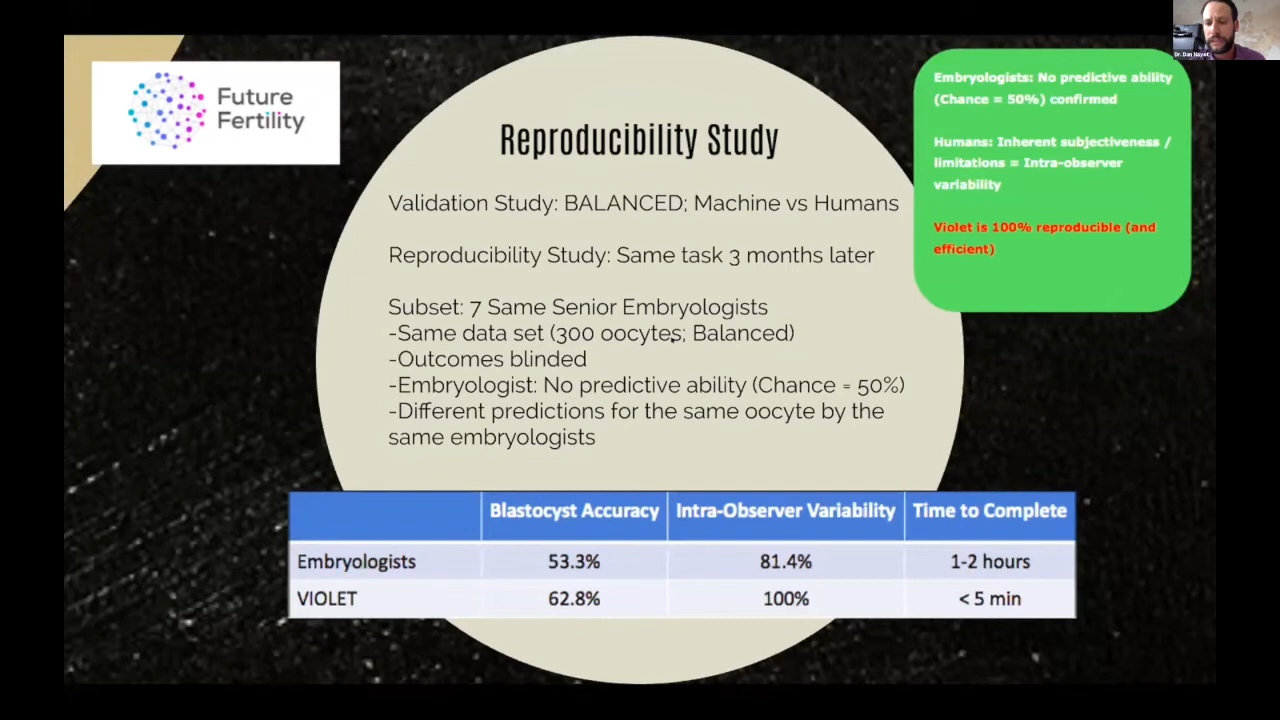 Dr. Dan Nayot
Future
Fertility
Reproducibility Study
Validation Study: BALANCED; Machine vs Humans
Reproducibility Study: Same task 3 months later
Subset: 7 Same Senior Embryologists
-Same data set (300 oocytes; Balanced)
-Outcomes blinded
-Embryologist: No predictive ability (Chance = 50%)
-Different predictions for the same oocyte by the
same embryologists
Embryologists: No predictive ability
(Chance = 50%) confirmed
Humans: Inherent subjectiveness /
limitations = Intra-observer
variability
Violet is 100% reproducible (and
efficient)
Blastocyst Accuracy Intra-Observer Variability Time to Complete
Embryologists 53.3% 81.4% 1-2 hours
VIOLET 62.8% 100% < 5 min